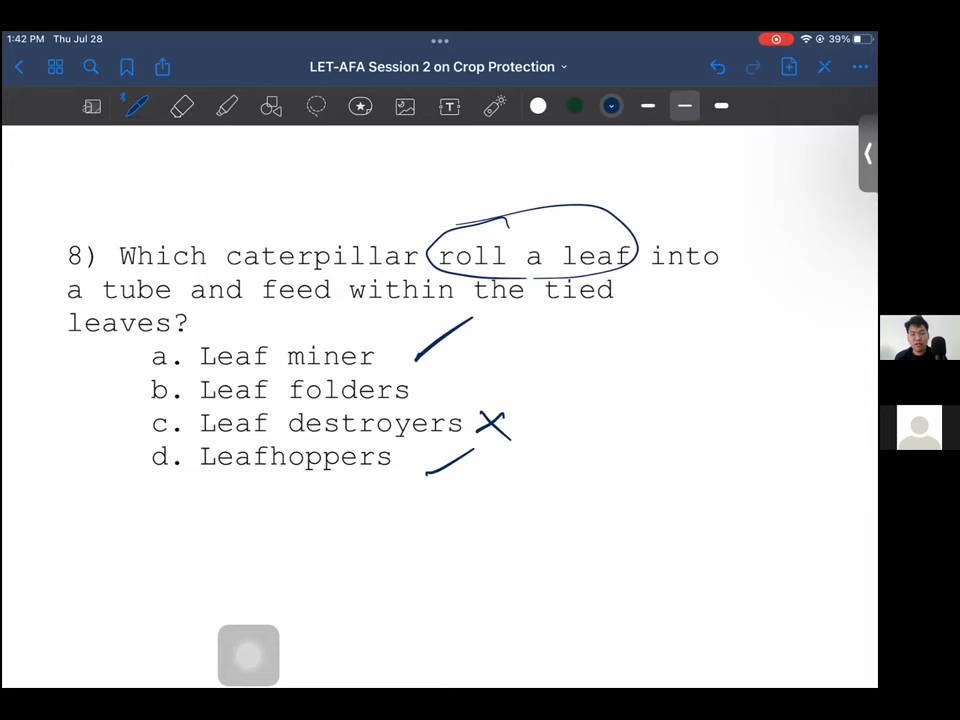 1:42 PM Thu Jul 28
39%
LET-AFA Session 2 on Crop Protection
T
8) Which caterpillar roll a leaf into
a tube and feed within the tied
leaves?
a. Leaf miner
b. Leaf folders
c. Leaf destroyers
d. Leafhoppers